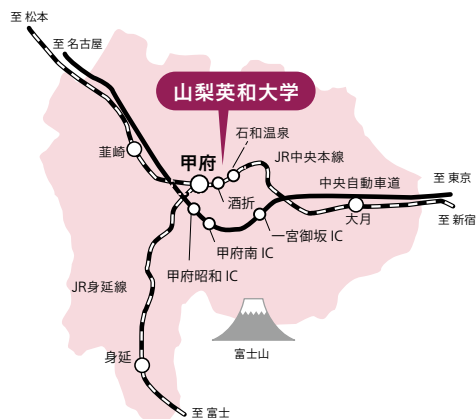 至 松本
至 名古屋
山梨英和大学
石和温泉
韮崎
甲府
JR中央本線
至 東京
中央自動車道
酒折
大月
至 新宿
一宮御坂 IC
甲府南 IC
甲府昭和 IC
JR身延線
富士山
身延
至 富士